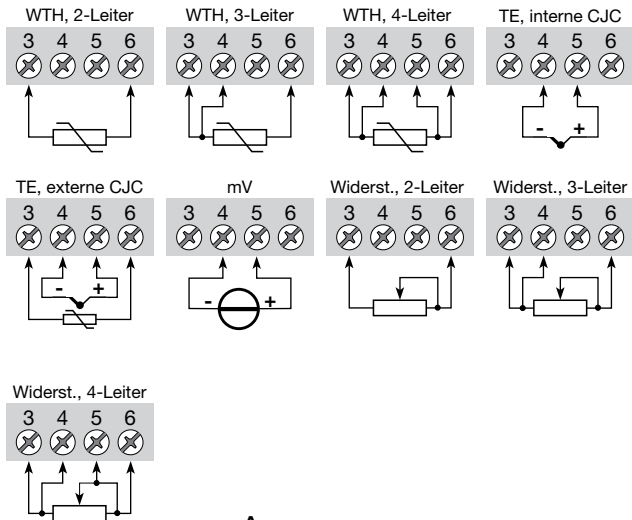 WTH, 2-Leiter
WTH, 3-Leiter
WTH, 4-Leiter
TE, interne CJC
3 4 5 6
3 4 5 6
3 4 5 6
3 4 5 6
- +
TE, externe CJC
mV
Widerst., 2-Leiter
Widerst., 3-Leiter
3 4 5 6
3 4 5 6
3 4 5 6
3 4 5 6
- +
- +
Widerst., 4-Leiter
3 4 5 6